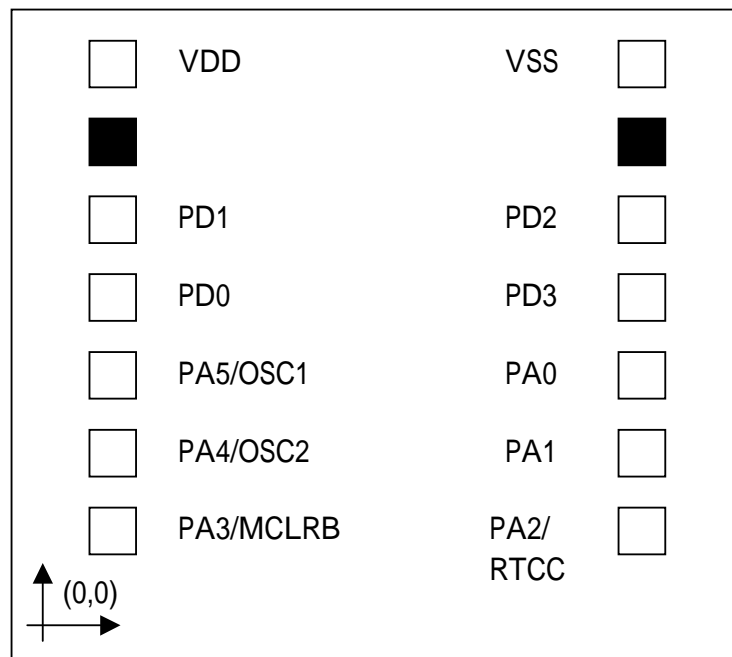 VDD VSS
PD1 PD2
PD0 PD3
PA5/OSC1 PA0
PA4/OSC2 PA1
PA3/MCLRB PA2/
RTCC
(0,0)